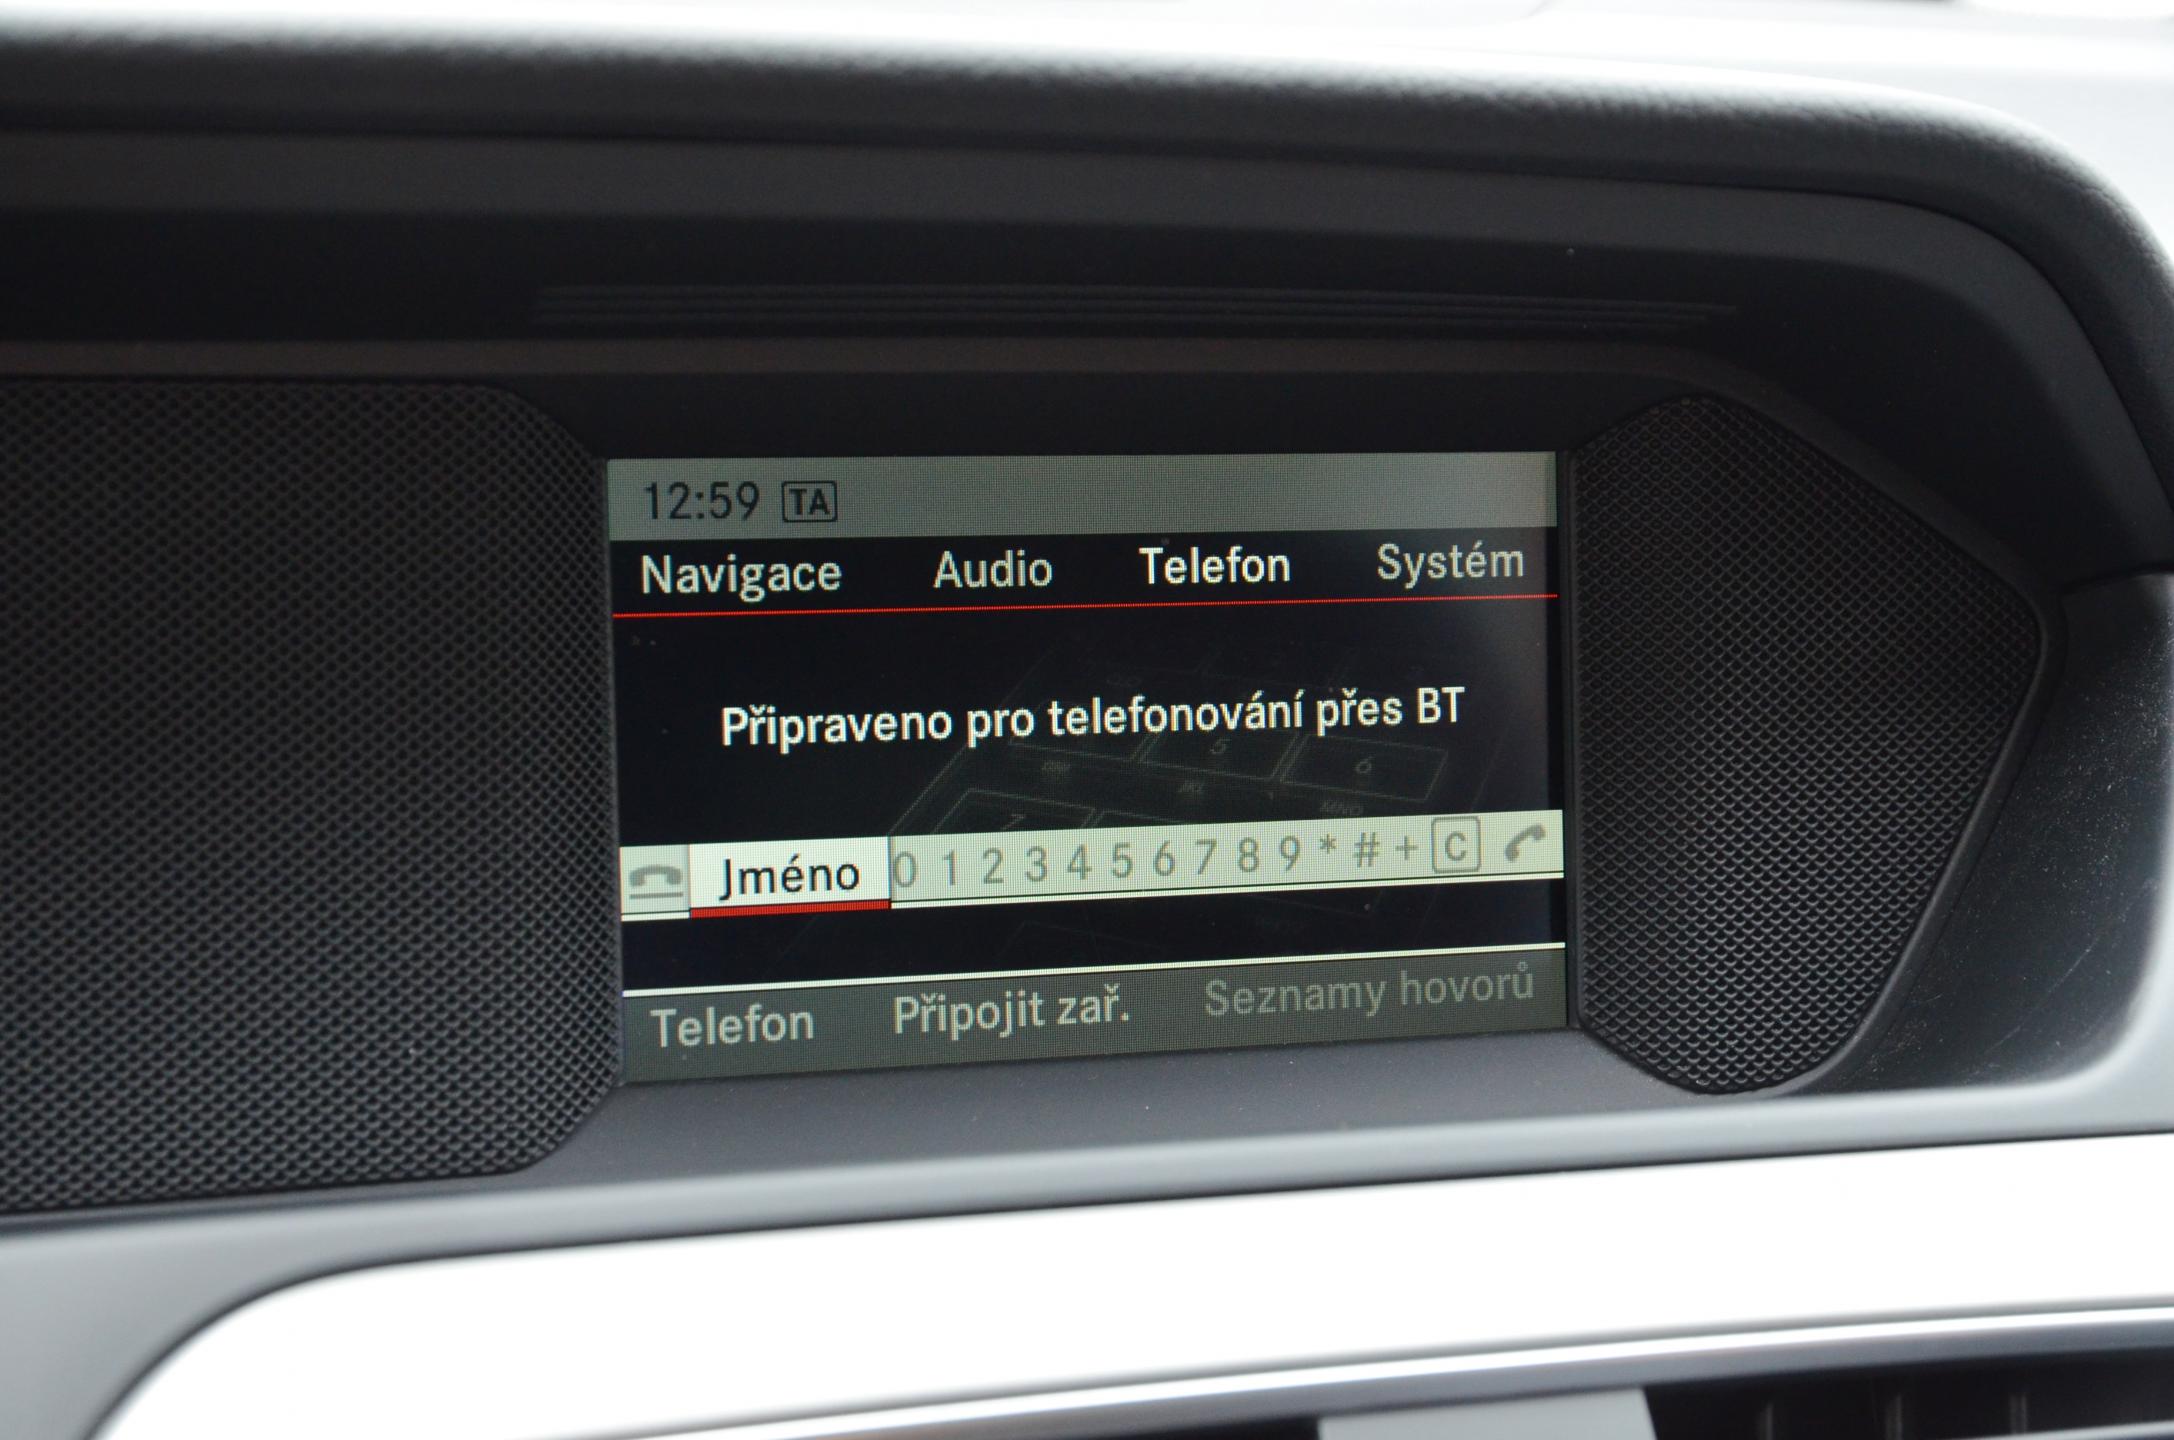 12:59 TA
Navigace Audio Telefon Systém
Připraveno pro telefonování přes BT
Jméno 0 1 2 3 4 5 6 7 8 9 * # + C
Telefon Připojit zař. Seznamy hovorů